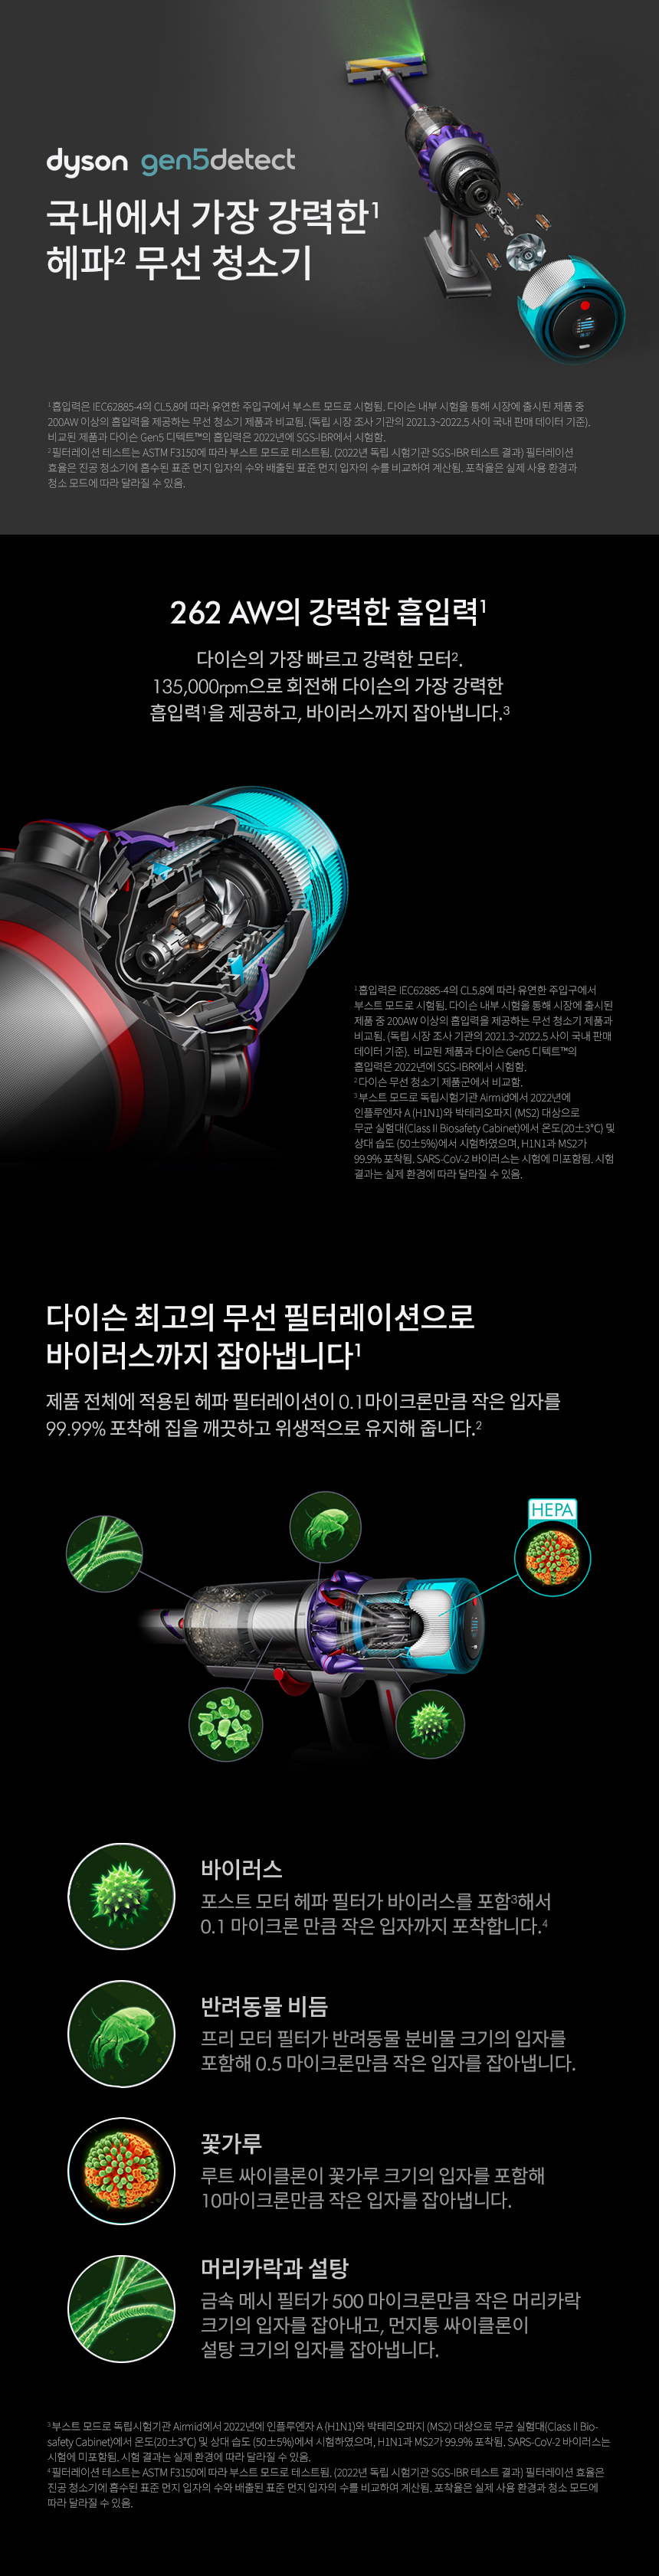 dyson gen5detect
국내에서 가장 강력한¹
헤파² 무선 청소기
¹ 흡입력은 IEC62885-4의 CL5.8에 따라 유연한 주입구에서 부스트 모드로 시험됨. 다이슨 내부 시험을 통해 시장에 출시된 제품 중
200AW 이상의 흡입력을 제공하는 무선 청소기 제품과 비교됨. (독립 시장 조사 기관의 2021.3~2022.5 사이 국내 판매 데이터 기준).
비교된 제품과 다이슨 Gen5 디텍트™의 흡입력은 2022년에 SGS-IBR에서 시험함.
² 필터레이션 테스트는 ASTM F3150에 따라 부스트 모드로 테스트됨. (2022년 독립 시험기관 SGS-IBR 테스트 결과) 필터레이션
효율은 진공 청소기에 흡수된 표준 먼지 입자의 수와 배출된 표준 먼지 입자의 수를 비교하여 계산됨. 포착율은 실제 사용 환경과
청소 모드에 따라 달라질 수 있음.
262 AW의 강력한 흡입력¹
다이슨의 가장 빠르고 강력한 모터².
135,000rpm으로 회전해 다이슨의 가장 강력한
흡입력¹을 제공하고, 바이러스까지 잡아냅니다.³
¹ 흡입력은 IEC62885-4의 CL5.8에 따라 유연한 주입구에서
부스트 모드로 시험됨. 다이슨 내부 시험을 통해 시장에 출시된
제품 중 200AW 이상의 흡입력을 제공하는 무선 청소기 제품과
비교됨. (독립 시장 조사 기관의 2021.3~2022.5 사이 국내 판매
데이터 기준). 비교된 제품과 다이슨 Gen5 디텍트™의
흡입력은 2022년에 SGS-IBR에서 시험함.
² 다이슨 무선 청소기 제품군에서 비교함.
³ 부스트 모드로 독립시험기관 Airmid에서 2022년에
인플루엔자 A (H1N1)와 박테리오파지 (MS2) 대상으로
무균 실험대(Class II Biosafety Cabinet)에서 온도(20±3℃) 및
상대 습도 (50±5%)에서 시험하였으며, H1N1과 MS2가
99.9% 포착됨. SARS-CoV-2 바이러스는 시험에 미포함됨. 시험
결과는 실제 환경에 따라 달라질 수 있음.
다이슨 최고의 무선 필터레이션으로
바이러스까지 잡아냅니다¹
제품 전체에 적용된 헤파 필터레이션이 0.1마이크론만큼 작은 입자를
99.99% 포착해 집을 깨끗하고 위생적으로 유지해 줍니다.²
HEPA
바이러스
포스트 모터 헤파 필터가 바이러스를 포함³해서
0.1 마이크론 만큼 작은 입자까지 포착합니다.⁴
반려동물 비듬
프리 모터 필터가 반려동물 분비물 크기의 입자를
포함해 0.5 마이크론만큼 작은 입자를 잡아냅니다.
꽃가루
루트 싸이클론이 꽃가루 크기의 입자를 포함해
10마이크론만큼 작은 입자를 잡아냅니다.
머리카락과 설탕
금속 메시 필터가 500 마이크론만큼 작은 머리카락
크기의 입자를 잡아내고, 먼지통 싸이클론이
설탕 크기의 입자를 잡아냅니다.
³ 부스트 모드로 독립시험기관 Airmid에서 2022년에 인플루엔자 A (H1N1)와 박테리오파지 (MS2) 대상으로 무균 실험대(Class II Bio-
safety Cabinet)에서 온도(20±3℃) 및 상대 습도 (50±5%)에서 시험하였으며, H1N1과 MS2가 99.9% 포착됨. SARS-CoV-2 바이러스는
시험에 미포함됨. 시험 결과는 실제 환경에 따라 달라질 수 있음.
⁴ 필터레이션 테스트는 ASTM F3150에 따라 부스트 모드로 테스트됨. (2022년 독립 시험기관 SGS-IBR 테스트 결과) 필터레이션 효율은
진공 청소기에 흡수된 표준 먼지 입자의 수와 배출된 표준 먼지 입자의 수를 비교하여 계산됨. 포착율은 실제 사용 환경과 청소 모드에
따라 달라질 수 있음.